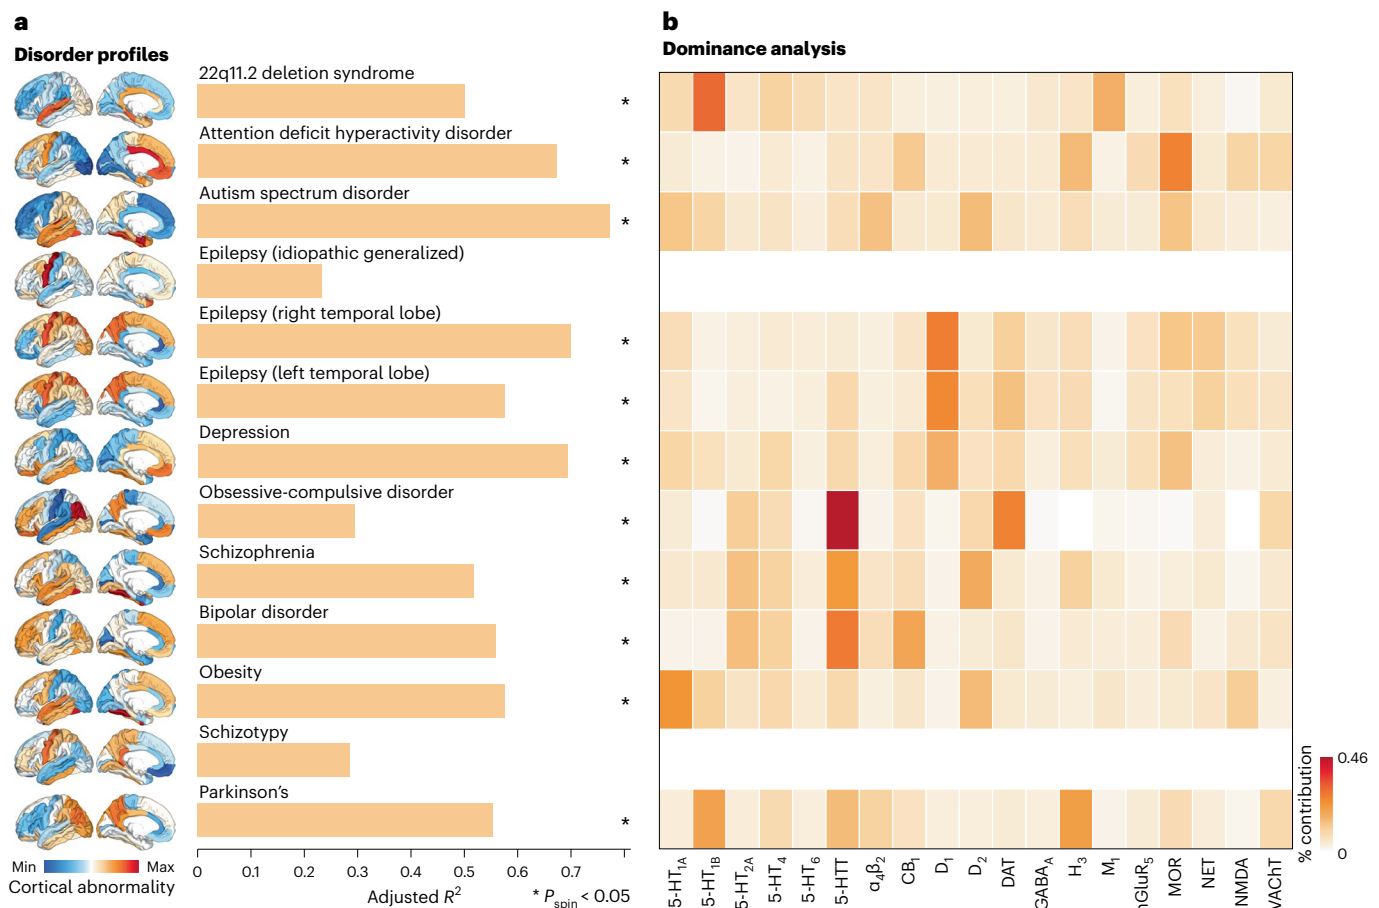 a
Disorder profiles
22q11.2 deletion syndrome
*
Attention deficit hyperactivity disorder
*
Autism spectrum disorder
*
Epilepsy (idiopathic generalized)
Epilepsy (right temporal lobe)
*
Epilepsy (left temporal lobe)
*
Depression
*
Obsessive-compulsive disorder
*
Schizophrenia
*
Bipolar disorder
*
Obesity
*
Schizotypy
Parkinson’s
*
0 0.1 0.2 0.3 0.4 0.5 0.6 0.7
Adjusted R²
* Pspin < 0.05
Min Max
Cortical abnormality
b
Dominance analysis
5-HT1A
5-HT1B
5-HT2A
5-HT4
5-HT6
5-HTT
α4β2
CB1
D1
D2
DAT
GABAA
H3
M1
mGluR5
MOR
NET
NMDA
VAChT
% contribution
0.46
0